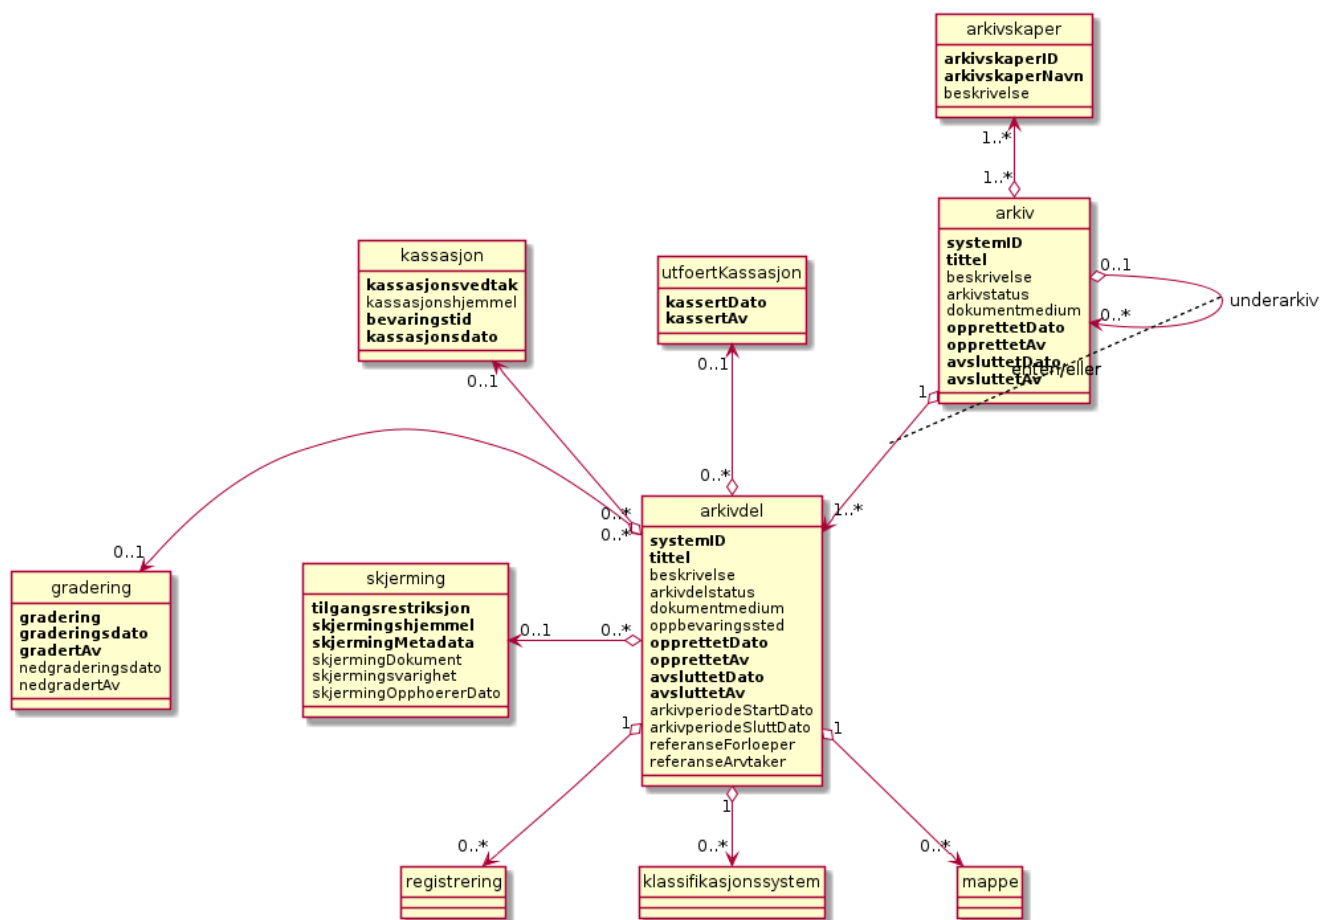 arkivskaper
arkivskaperID
arkivskaperNavn
beskrivelse
1..*
1..*
arkiv
systemID
tittel
beskrivelse
arkivstatus
dokumentmedium
opprettetDato
opprettetAv
avsluttetDato
avsluttetAv
0..1
0..*
underarkiv
enten/eller
1
1..*
kassasjon
kassasjonsvedtak
kassasjonshjemmel
bevaringstid
kassasjonsdato
0..1
utfoertKassasjon
kassertDato
kassertAv
0..1
0..*
0..*
0..*
arkivdel
systemID
tittel
beskrivelse
arkivdelstatus
dokumentmedium
oppbevaringssted
opprettetDato
opprettetAv
avsluttetDato
avsluttetAv
arkivperiodeStartDato
arkivperiodeSluttDato
referanseForloeper
referanseArvtaker
0..1
gradering
gradering
graderingsdato
gradertAv
nedgraderingsdato
nedgradertAv
skjerming
tilgangsrestriksjon
skjermingshjemmel
skjermingMetadata
skjermingDokument
skjermingsvarighet
skjermingOpphoererDato
0..1
0..*
1
1
1
0..*
0..*
0..*
registrering
klassifikasjonssystem
mappe